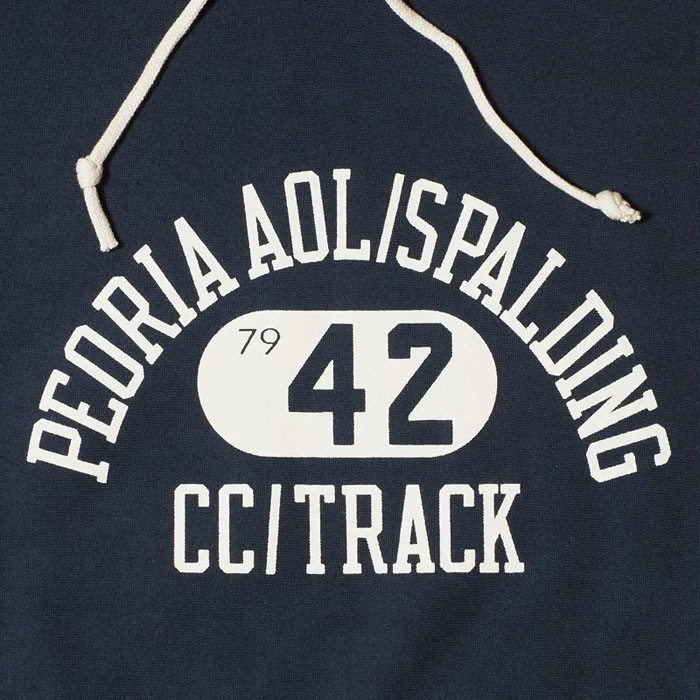 PEORIA AOL/SPALDING
79 42
CC/TRACK